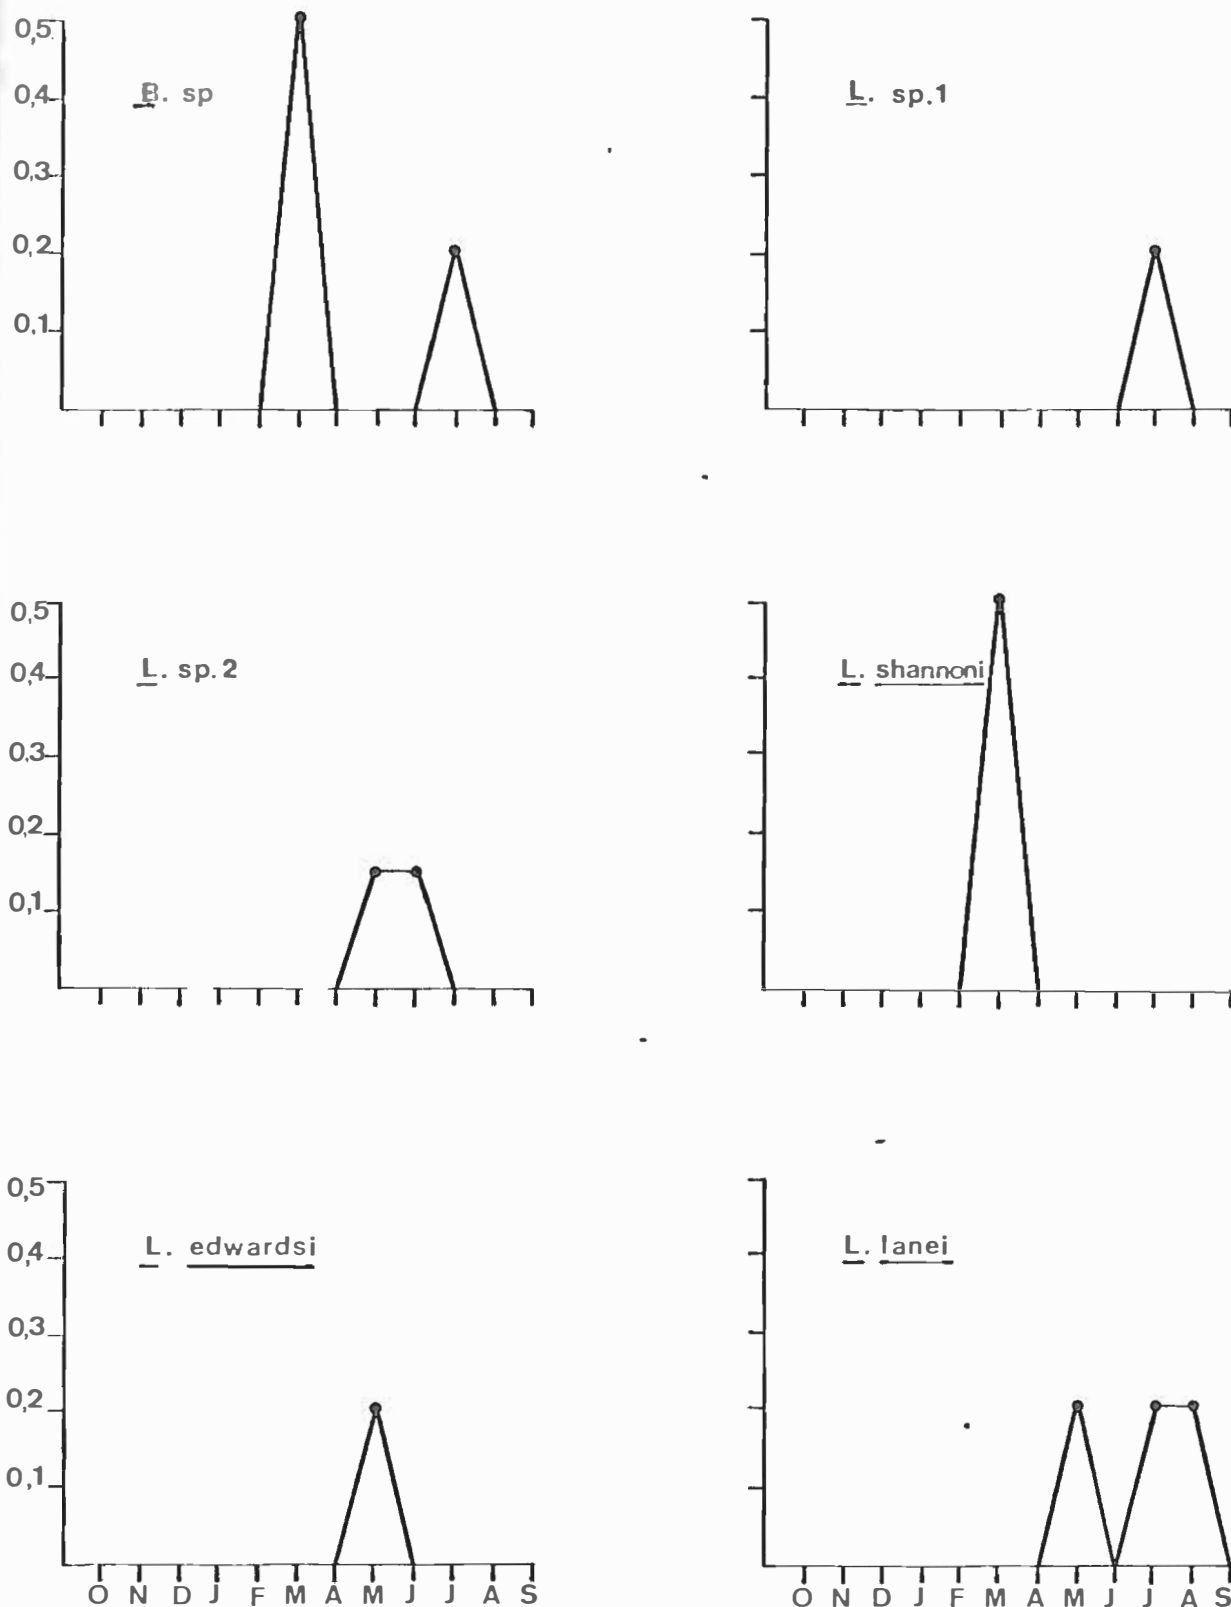 0,5
0,4
0,3
0,2
0,1
B. sp
L. sp.1
0,5
0,4
0,3
0,2
0,1
L. sp.2
L. shannoni
0,5
0,4
0,3
0,2
0,1
L. edwardsi
L. lanei
O N D J F M A M J J A S
O N D J F M A M J J A S